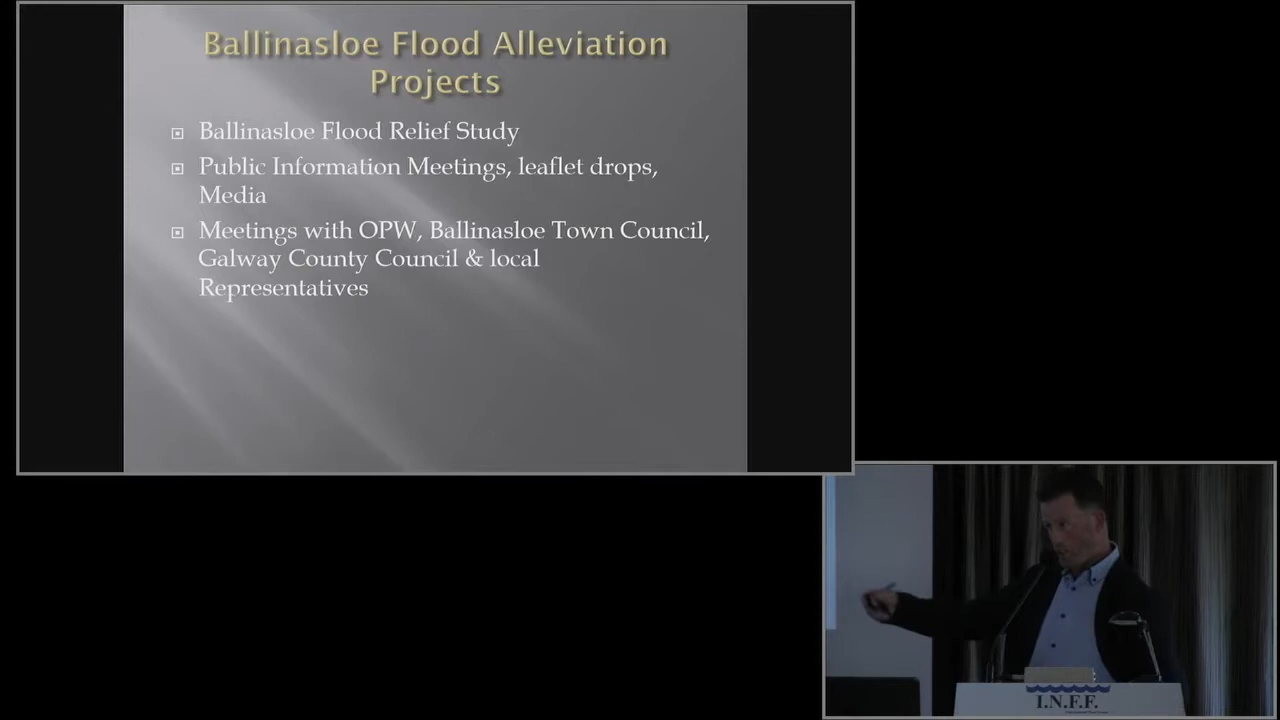 Ballinasloe Flood Alleviation
Projects
Ballinasloe Flood Relief Study
Public Information Meetings, leaflet drops,
Media
Meetings with OPW, Ballinasloe Town Council,
Galway County Council & local
Representatives
I.N.F.F.